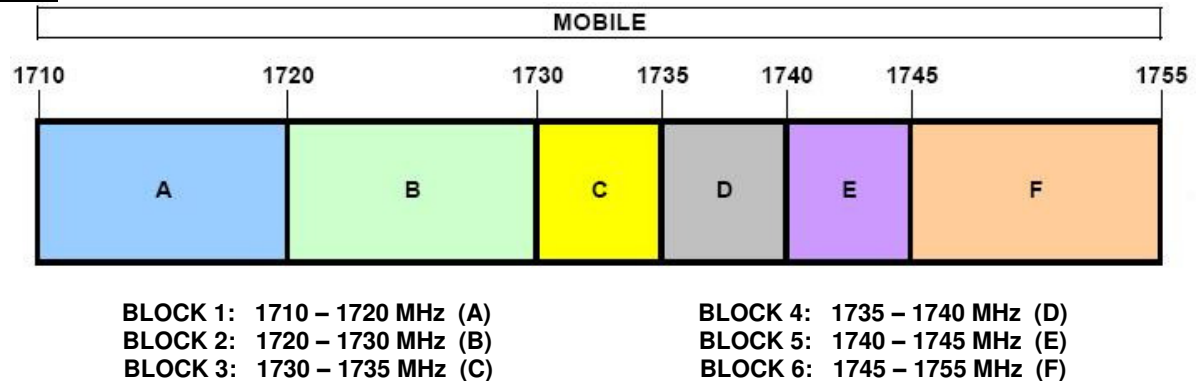 MOBILE
1710 1720 1730 1735 1740 1745 1755
A B C D E F
BLOCK 1: 1710 – 1720 MHz (A)
BLOCK 2: 1720 – 1730 MHz (B)
BLOCK 3: 1730 – 1735 MHz (C)
BLOCK 4: 1735 – 1740 MHz (D)
BLOCK 5: 1740 – 1745 MHz (E)
BLOCK 6: 1745 – 1755 MHz (F)